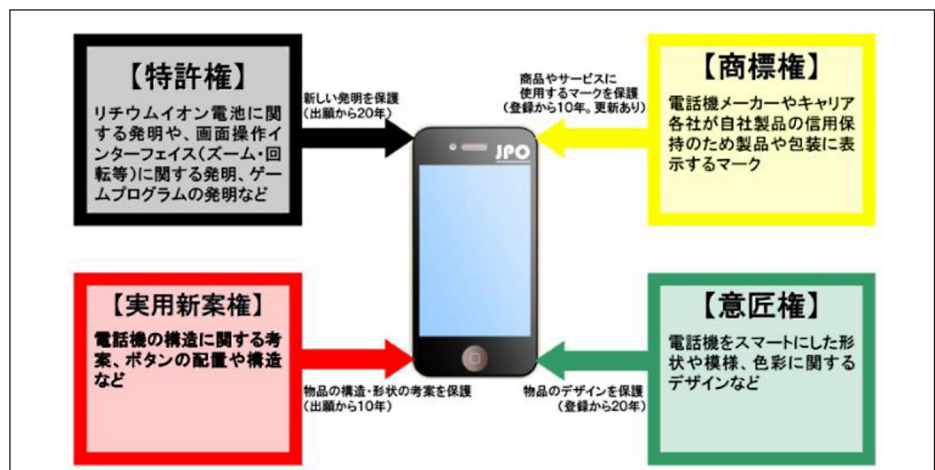 【特許権】
リチウムイオン電池に関
する発明や、画面操作イ
ンターフェイス(ズーム・回
転等)に関する発明、ゲー
ムプログラムの発明など
新しい発明を保護
(出願から20年)
商品やサービスに
使用するマークを保護
(登録から10年。更新あり)
【商標権】
電話機メーカーやキャリア
各社が自社製品の信用保
持のため製品や包装に表
示するマーク
JPO
【実用新案権】
電話機の構造に関する考
案、ボタンの配置や構造
など
物品の構造・形状の考案を保護
(出願から10年)
物品のデザインを保護
(登録から20年)
【意匠権】
電話機をスマートにした形
状や模様、色彩に関する
デザインなど